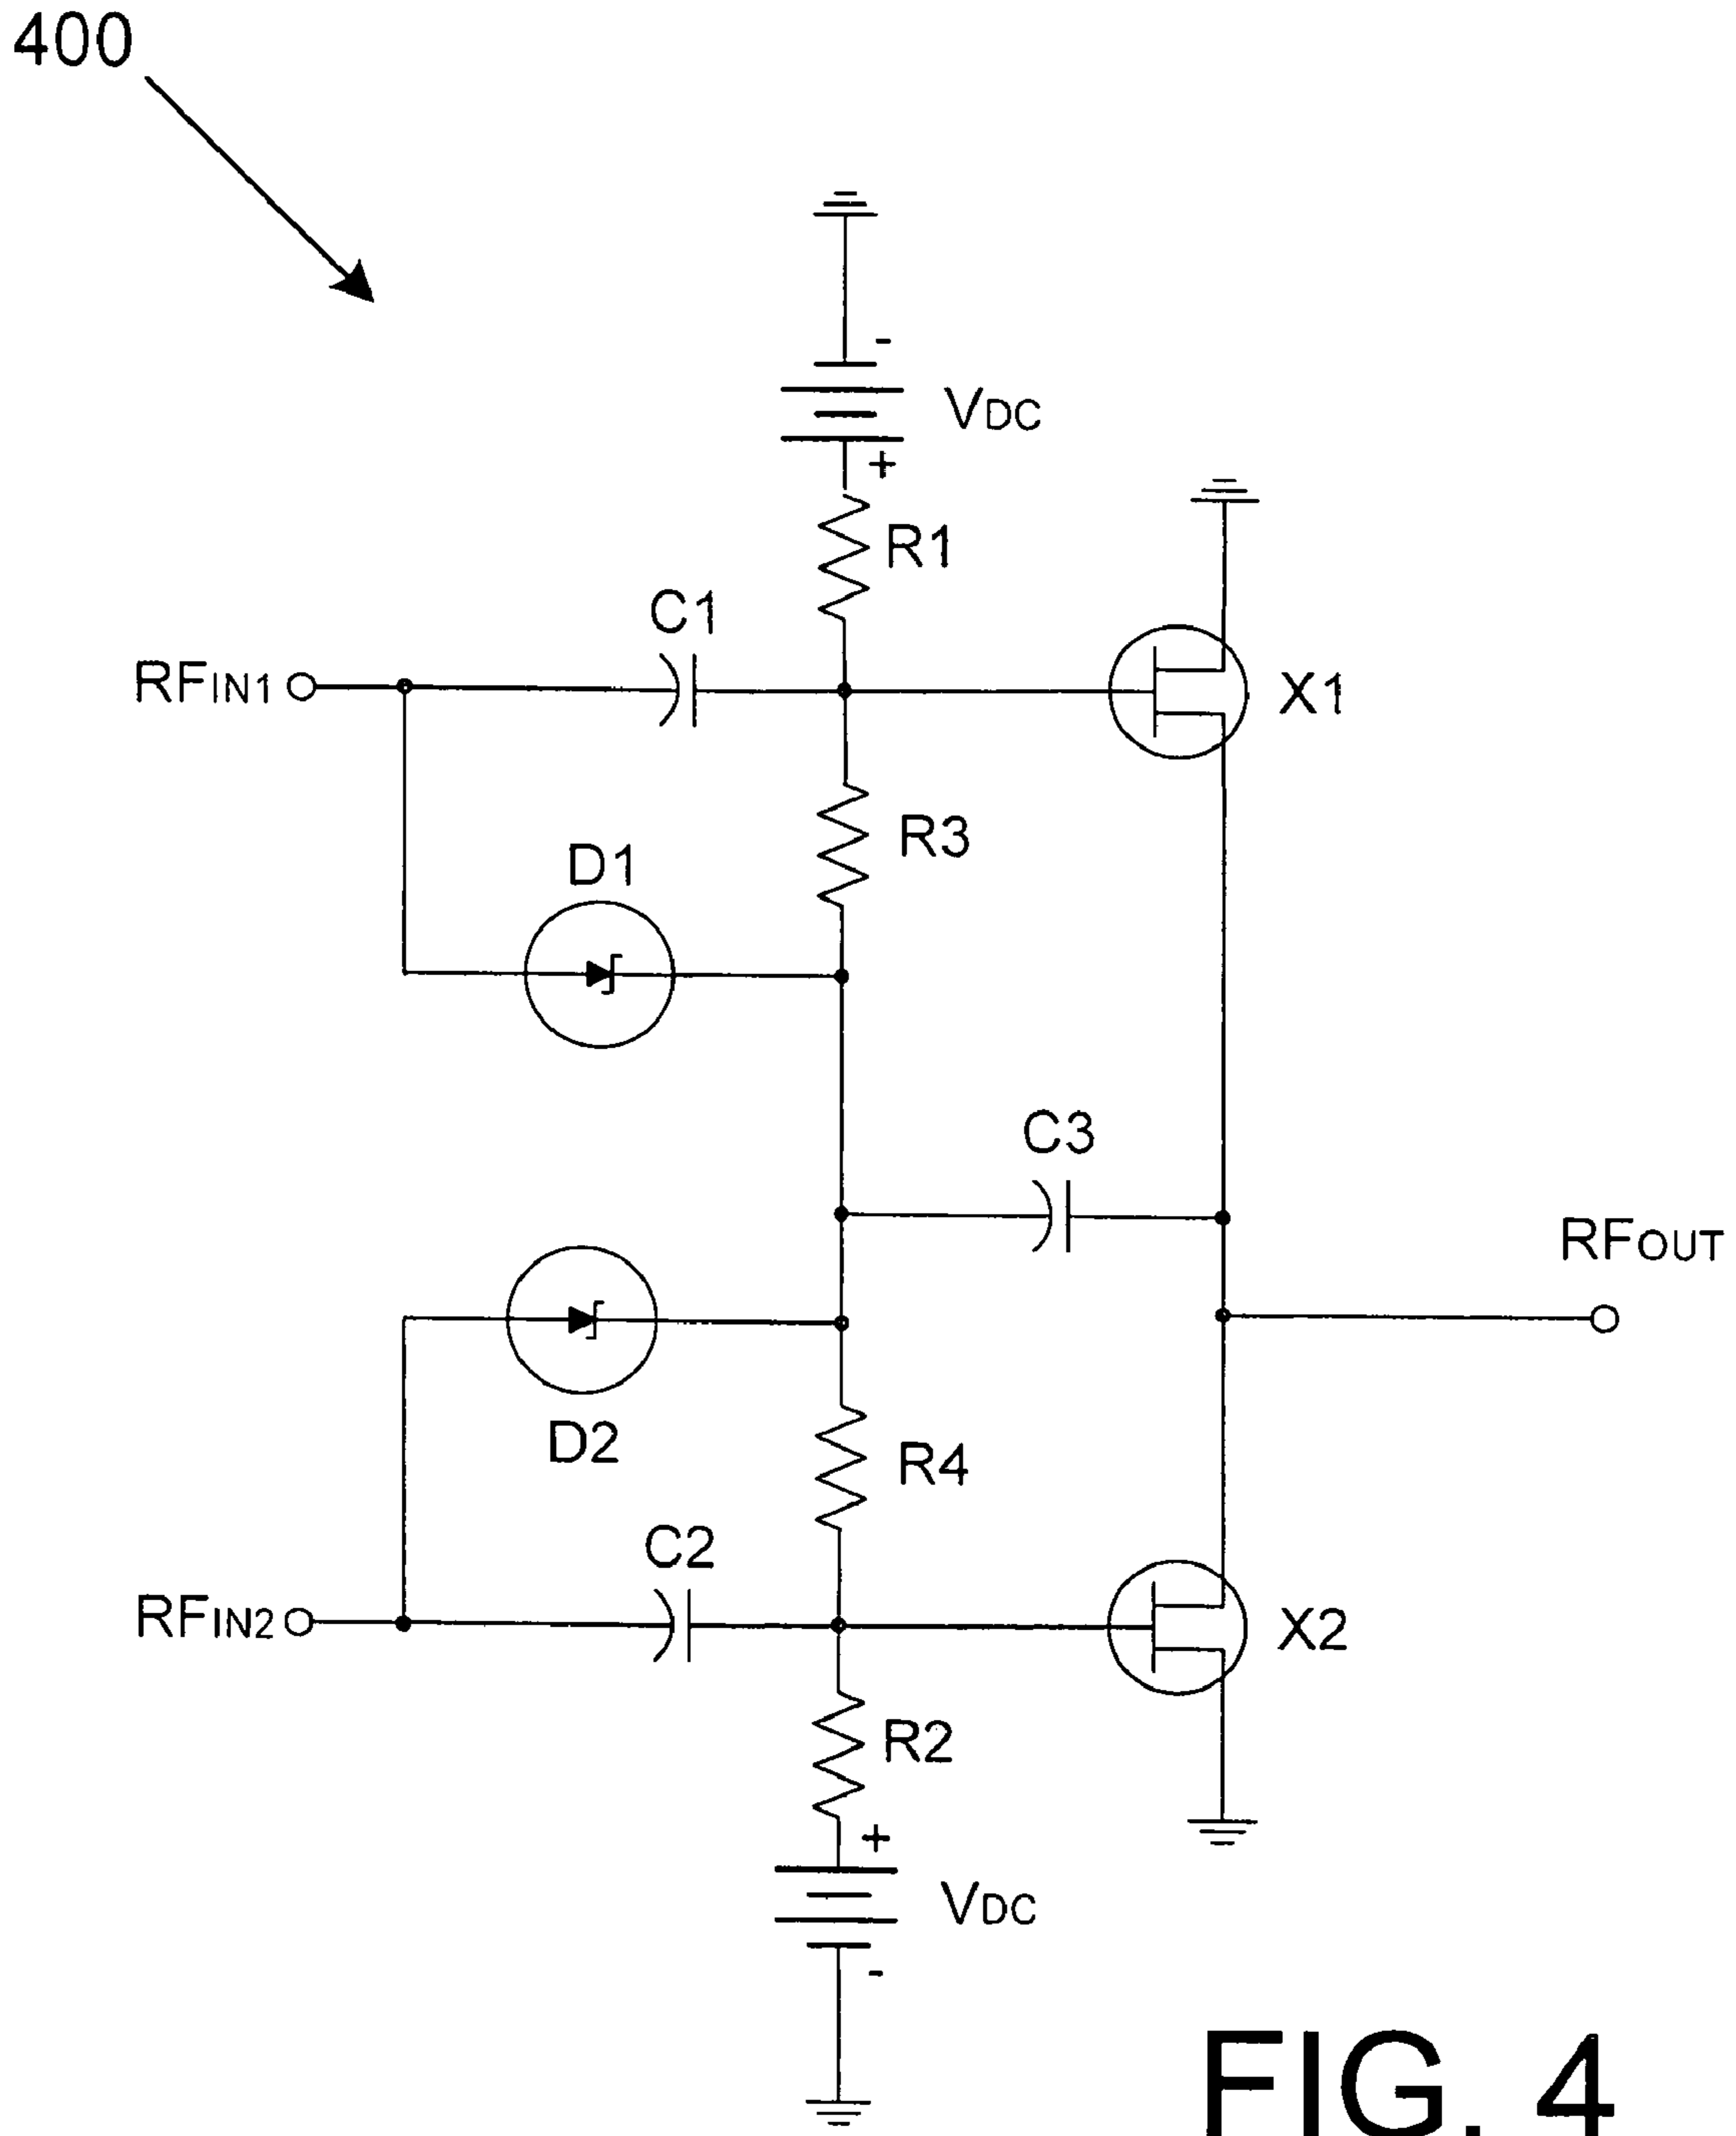 400
-
VDC
+
R1
C1
RFIN1
X1
R3
D1
C3
RFOUT
D2
R4
C2
RFIN2
X2
R2
+
VDC
-
FIG. 4